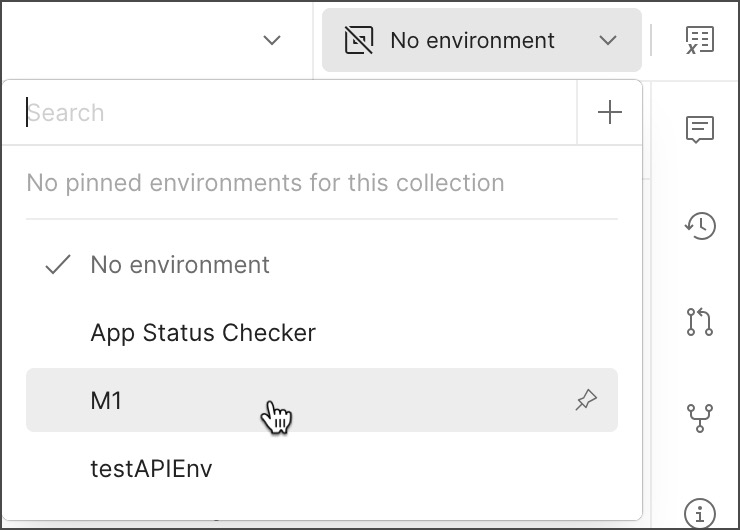 No environment
Search
No pinned environments for this collection
No environment
App Status Checker
M1
testAPIEnv